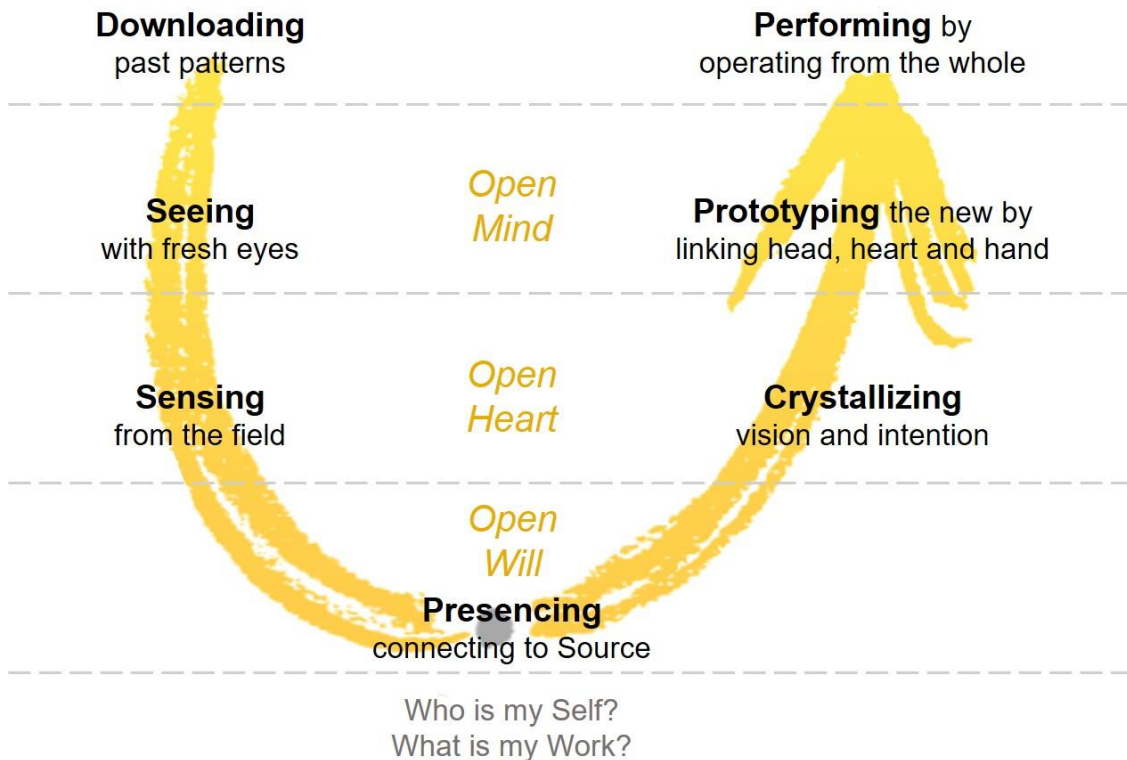 Downloading
past patterns
Performing by
operating from the whole
Open
Mind
Seeing
with fresh eyes
Prototyping the new by
linking head, heart and hand
Open
Heart
Sensing
from the field
Crystallizing
vision and intention
Open
Will
Presencing
connecting to Source
Who is my Self?
What is my Work?